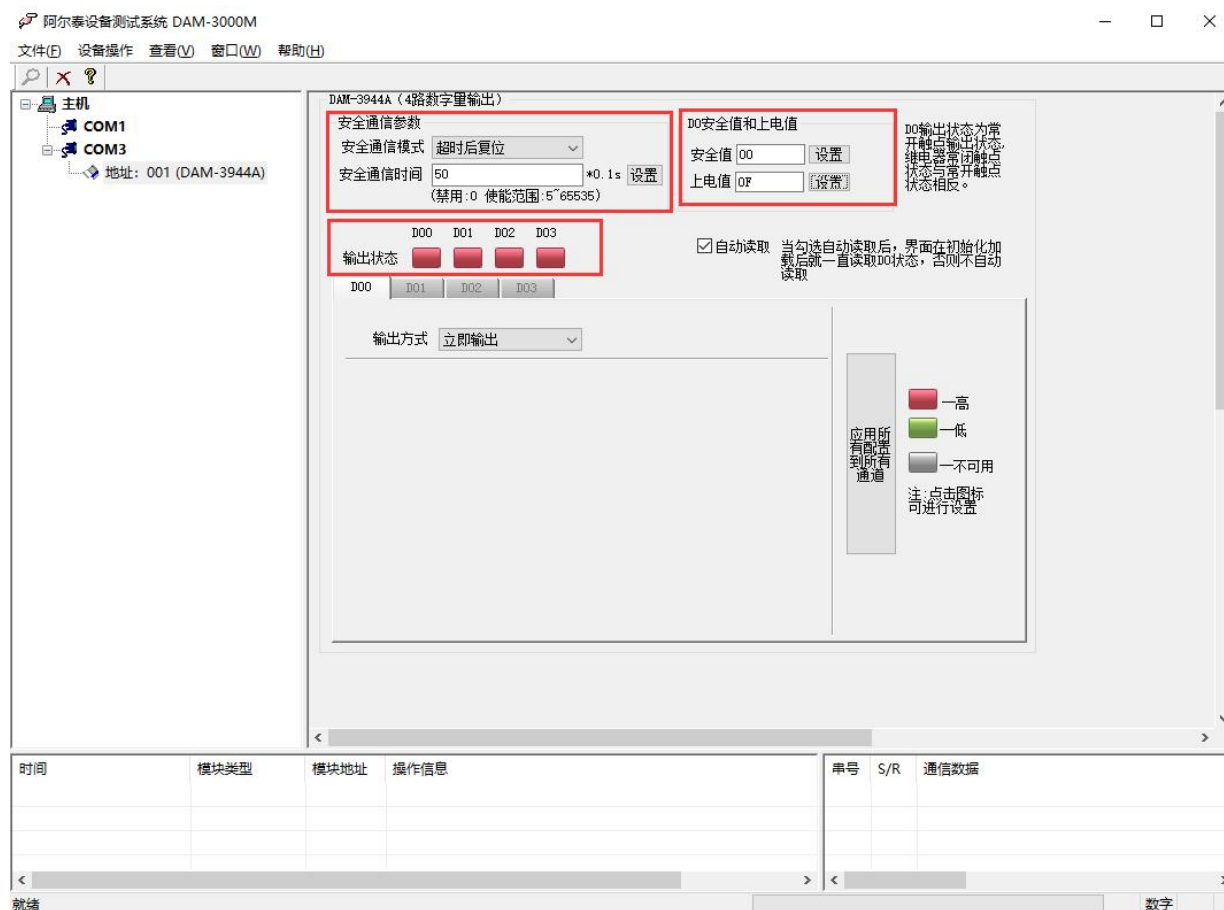 阿尔泰设备测试系统 DAM-3000M
文件(F) 设备操作 查看(V) 窗口(W) 帮助(H)
主机
COM1
COM3
地址: 001 (DAM-3944A)
DAM-3944A（4路数字量输出）
安全通信参数
安全通信模式 超时后复位
安全通信时间 50 *0.1s 设置
(禁用:0 使能范围:5~65535)
DO安全值和上电值
安全值 00 设置
上电值 0F 设置
DO输出状态为常
开触点输出状态,
继电器常闭触点
状态与常开触点
状态相反。
DO0 DO1 DO2 DO3
输出状态
自动读取 当勾选自动读取后，界面在初始化加
载后就一直读取DO状态，否则不自动
读取
DO0 DO1 DO2 DO3
输出方式 立即输出
应用所
有配置
到所有
通道
—高
—低
—不可用
注:点击图标
可进行设置
时间 模块类型 模块地址 操作信息
串号 S/R 通信数据
就绪
数字